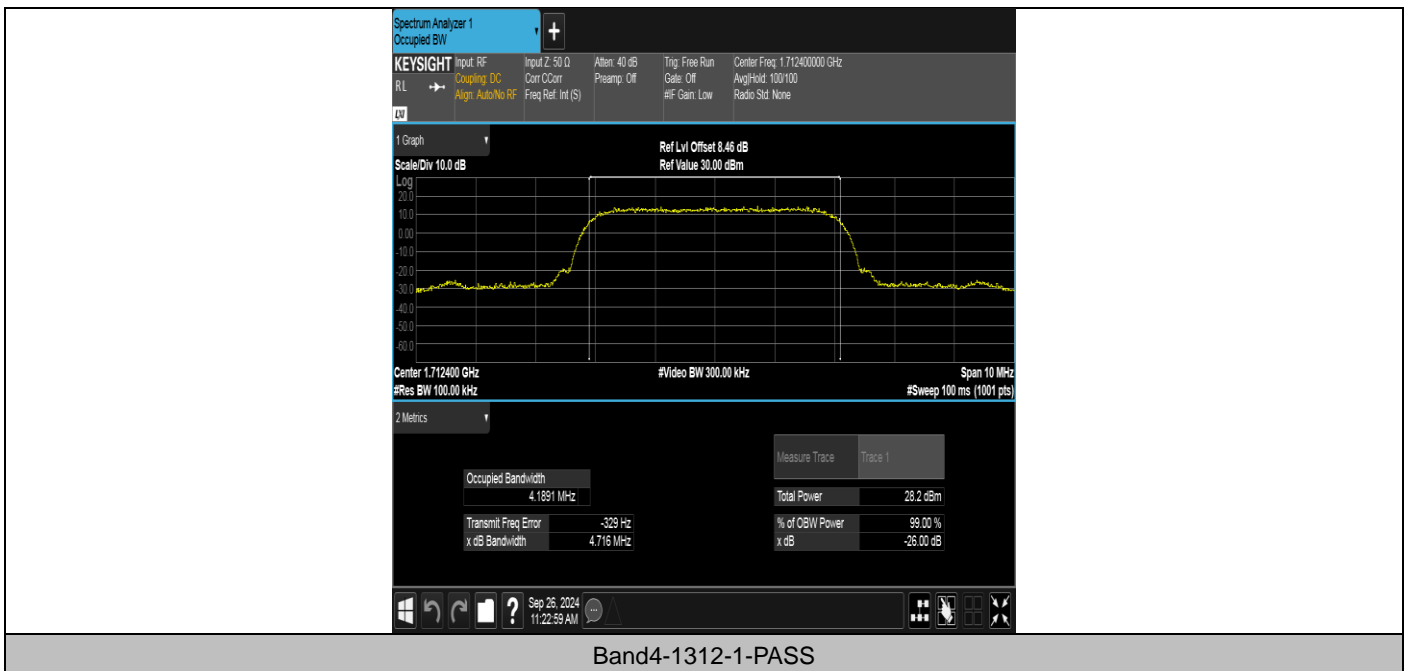 Spectrum Analyzer 1
Occupied BW
+
KEYSIGHT
RL
LXI
Input: RF
Coupling: DC
Align: Auto/No RF
Input Z: 50 Ω
Corr CCorr
Freq Ref: Int (S)
Atten: 40 dB
Preamp: Off
Trig: Free Run
Gate: Off
#IF Gain: Low
Center Freq: 1.712400000 GHz
Avg|Hold: 100/100
Radio Std: None
1 Graph
Scale/Div 10.0 dB
Ref Lvl Offset 8.46 dB
Ref Value 30.00 dBm
Log
20.0
10.0
0.00
-10.0
-20.0
-30.0
-40.0
-50.0
-60.0
Center 1.712400 GHz
#Video BW 300.00 kHz
Span 10 MHz
#Res BW 100.00 kHz
#Sweep 100 ms (1001 pts)
2 Metrics
Measure Trace Trace 1
Occupied Bandwidth
4.1891 MHz
Total Power 28.2 dBm
Transmit Freq Error -329 Hz
% of OBW Power 99.00 %
x dB Bandwidth 4.716 MHz
x dB -26.00 dB
?
Sep 26, 2024
11:22:59 AM
Band4-1312-1-PASS